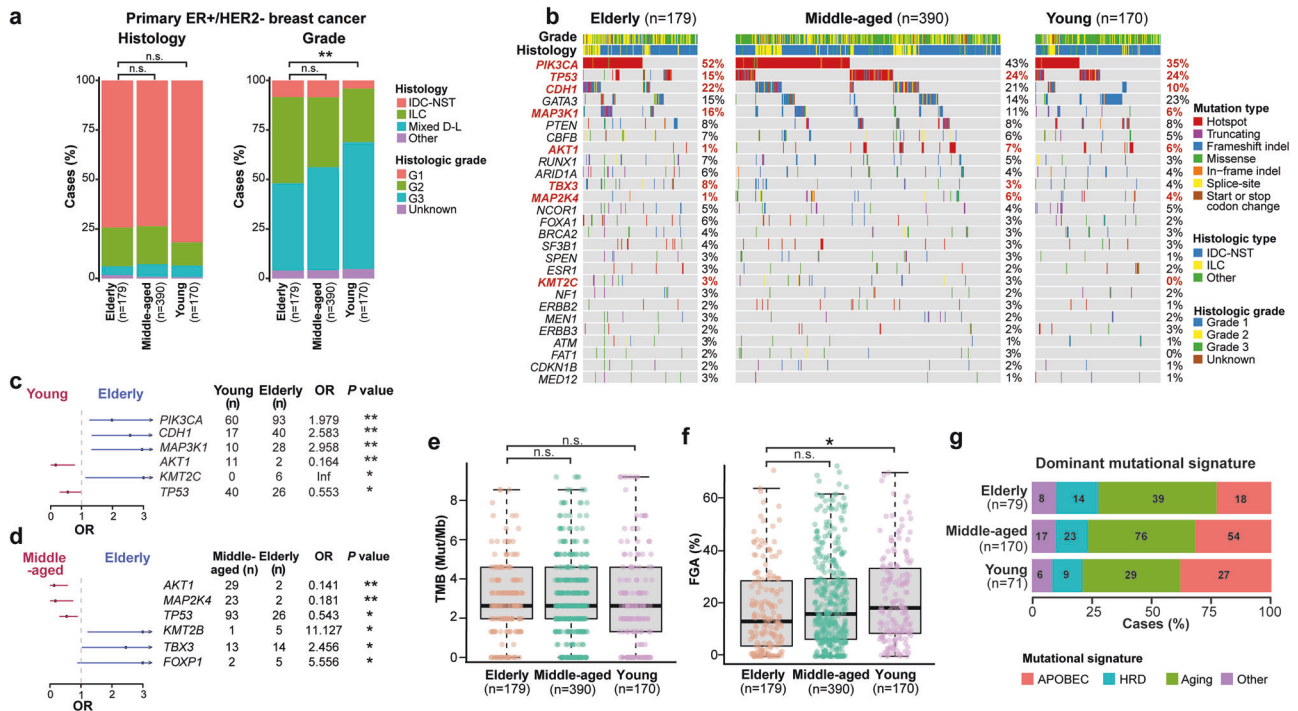 a
Primary ER+/HER2- breast cancer
Histology
Grade
n.s.
n.s.
**
n.s.
Cases (%)
100
75
50
25
0
Elderly
(n=179)
Middle-aged
(n=390)
Young
(n=170)
Cases (%)
100
75
50
25
0
Elderly
(n=179)
Middle-aged
(n=390)
Young
(n=170)
Histology
IDC-NST
ILC
Mixed D-L
Other
Histologic grade
G1
G2
G3
Unknown
b
Elderly (n=179) Middle-aged (n=390) Young (n=170)
Grade
Histology
PIK3CA 52% 43% 35%
TP53 15% 24% 24%
CDH1 22% 21% 10%
GATA3 15% 14% 23%
MAP3K1 16% 11% 6%
PTEN 8% 8% 8%
CBFB 7% 6% 5%
AKT1 1% 7% 6%
RUNX1 7% 5% 3%
ARID1A 6% 4% 4%
TBX3 8% 3% 4%
MAP2K4 1% 6% 4%
NCOR1 5% 4% 5%
FOXA1 6% 4% 2%
BRCA2 4% 3% 3%
SF3B1 4% 3% 3%
SPEN 3% 3% 1%
ESR1 3% 2% 2%
KMT2C 3% 3% 0%
NF1 3% 2% 2%
ERBB2 2% 3% 1%
MEN1 3% 2% 2%
ERBB3 2% 2% 3%
ATM 3% 1% 1%
FAT1 2% 3% 0%
CDKN1B 2% 2% 1%
MED12 3% 1% 1%
Mutation type
Hotspot
Truncating
Frameshift indel
Missense
In-frame indel
Splice-site
Start or stop
codon change
Histologic type
IDC-NST
ILC
Other
Histologic grade
Grade 1
Grade 2
Grade 3
Unknown
c
Young Elderly Young (n) Elderly (n) OR P value
PIK3CA 60 93 1.979 **
CDH1 17 40 2.583 **
MAP3K1 10 28 2.958 **
AKT1 11 2 0.164 **
KMT2C 0 6 Inf *
TP53 40 26 0.553 *
0 1 2 3
OR
d
Middle-aged Elderly Middle-aged (n) Elderly (n) OR P value
AKT1 29 2 0.141 **
MAP2K4 23 2 0.181 **
TP53 93 26 0.543 *
KMT2B 1 5 11.127 *
TBX3 13 14 2.456 *
FOXP1 2 5 5.556 *
0 1 2 3
OR
e
n.s.
n.s.
TMB (Mut/Mb)
8
6
4
2
0
Elderly Middle-aged Young
(n=179) (n=390) (n=170)
f
*
n.s.
FGA (%)
60
40
20
0
Elderly Middle-aged Young
(n=179) (n=390) (n=170)
g
Dominant mutational signature
Elderly
(n=79)
8 14 39 18
Middle-aged
(n=170)
17 23 76 54
Young
(n=71)
6 9 29 27
0 25 50 75 100
Cases (%)
Mutational signature
APOBEC HRD Aging Other